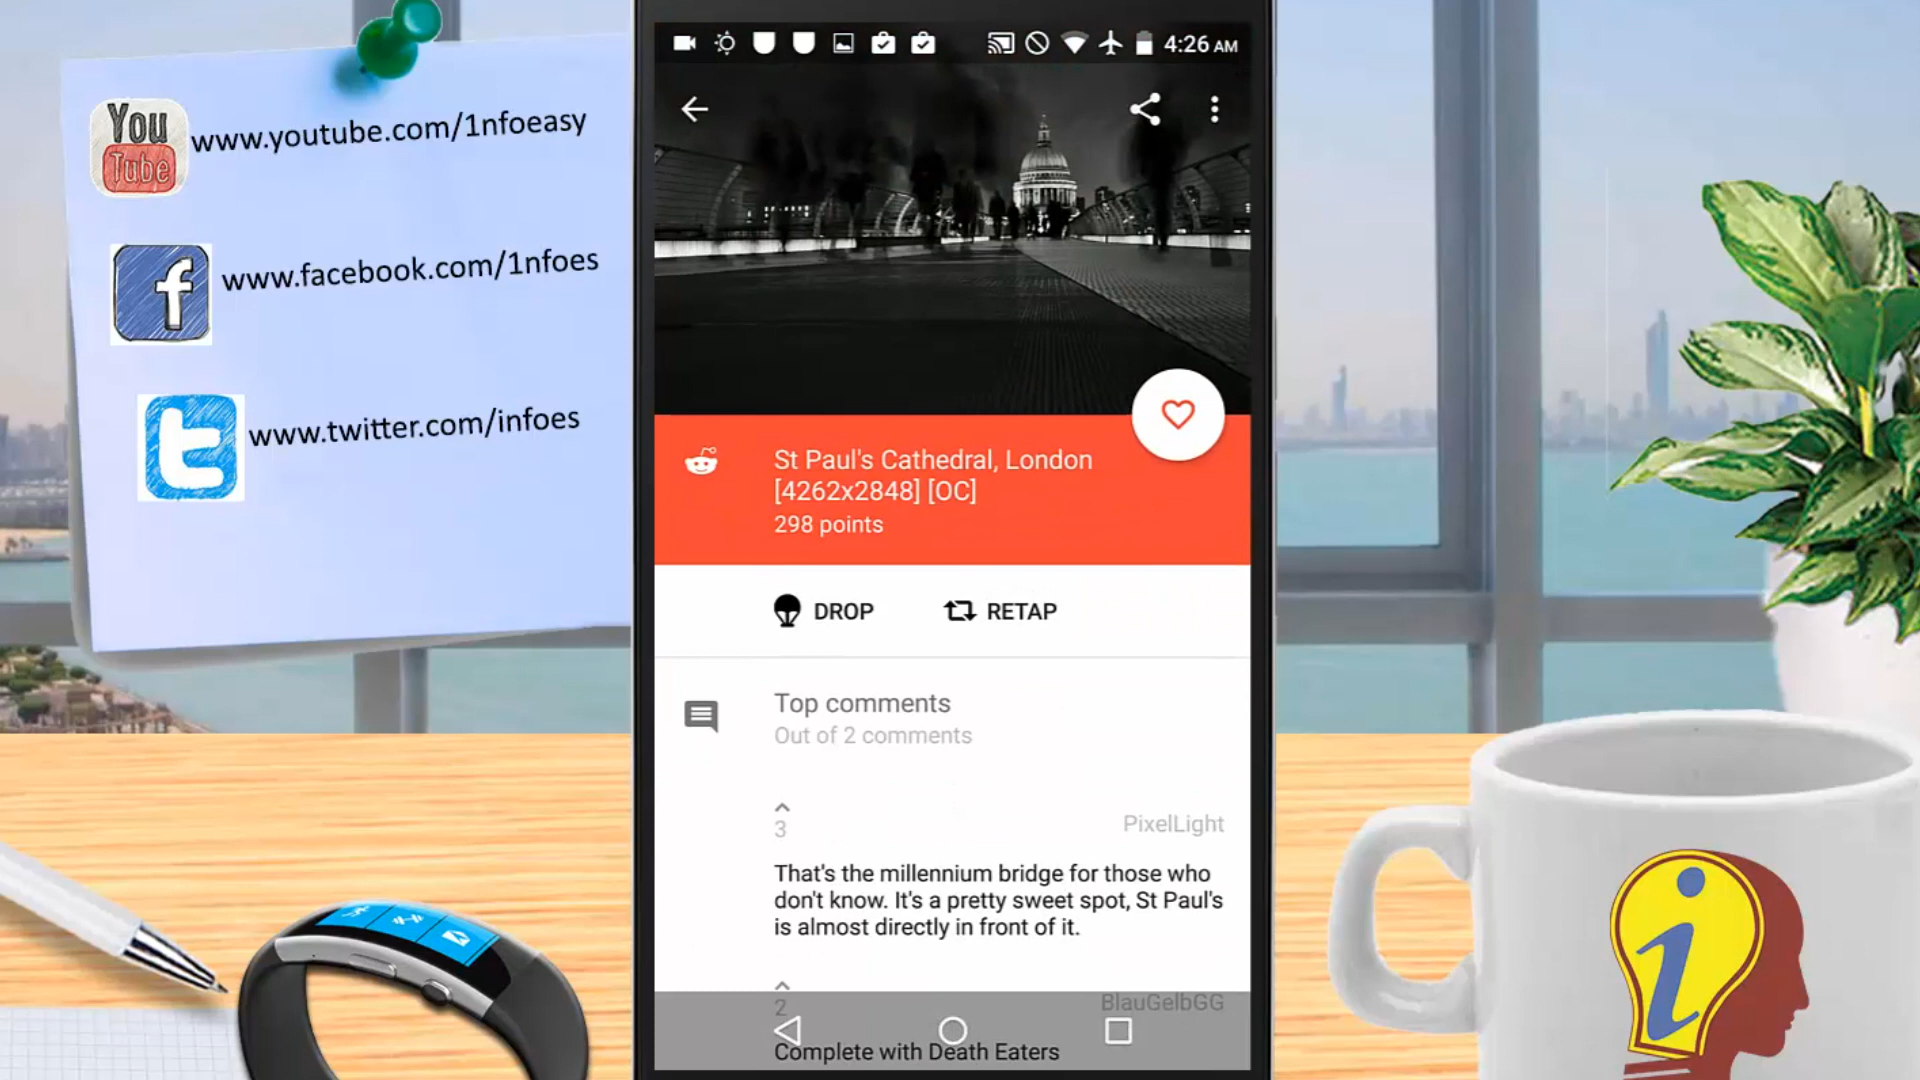 You
Tube
www.youtube.com/1nfoeasy
f
www.facebook.com/1nfoes
t
www.twitter.com/infoes
4:26 AM
St Paul's Cathedral, London
[4262x2848] [OC]
298 points
DROP
RETAP
Top comments
Out of 2 comments
3
PixelLight
That's the millennium bridge for those who
don't know. It's a pretty sweet spot, St Paul's
is almost directly in front of it.
2
BlauGelbGG
Complete with Death Eaters
i